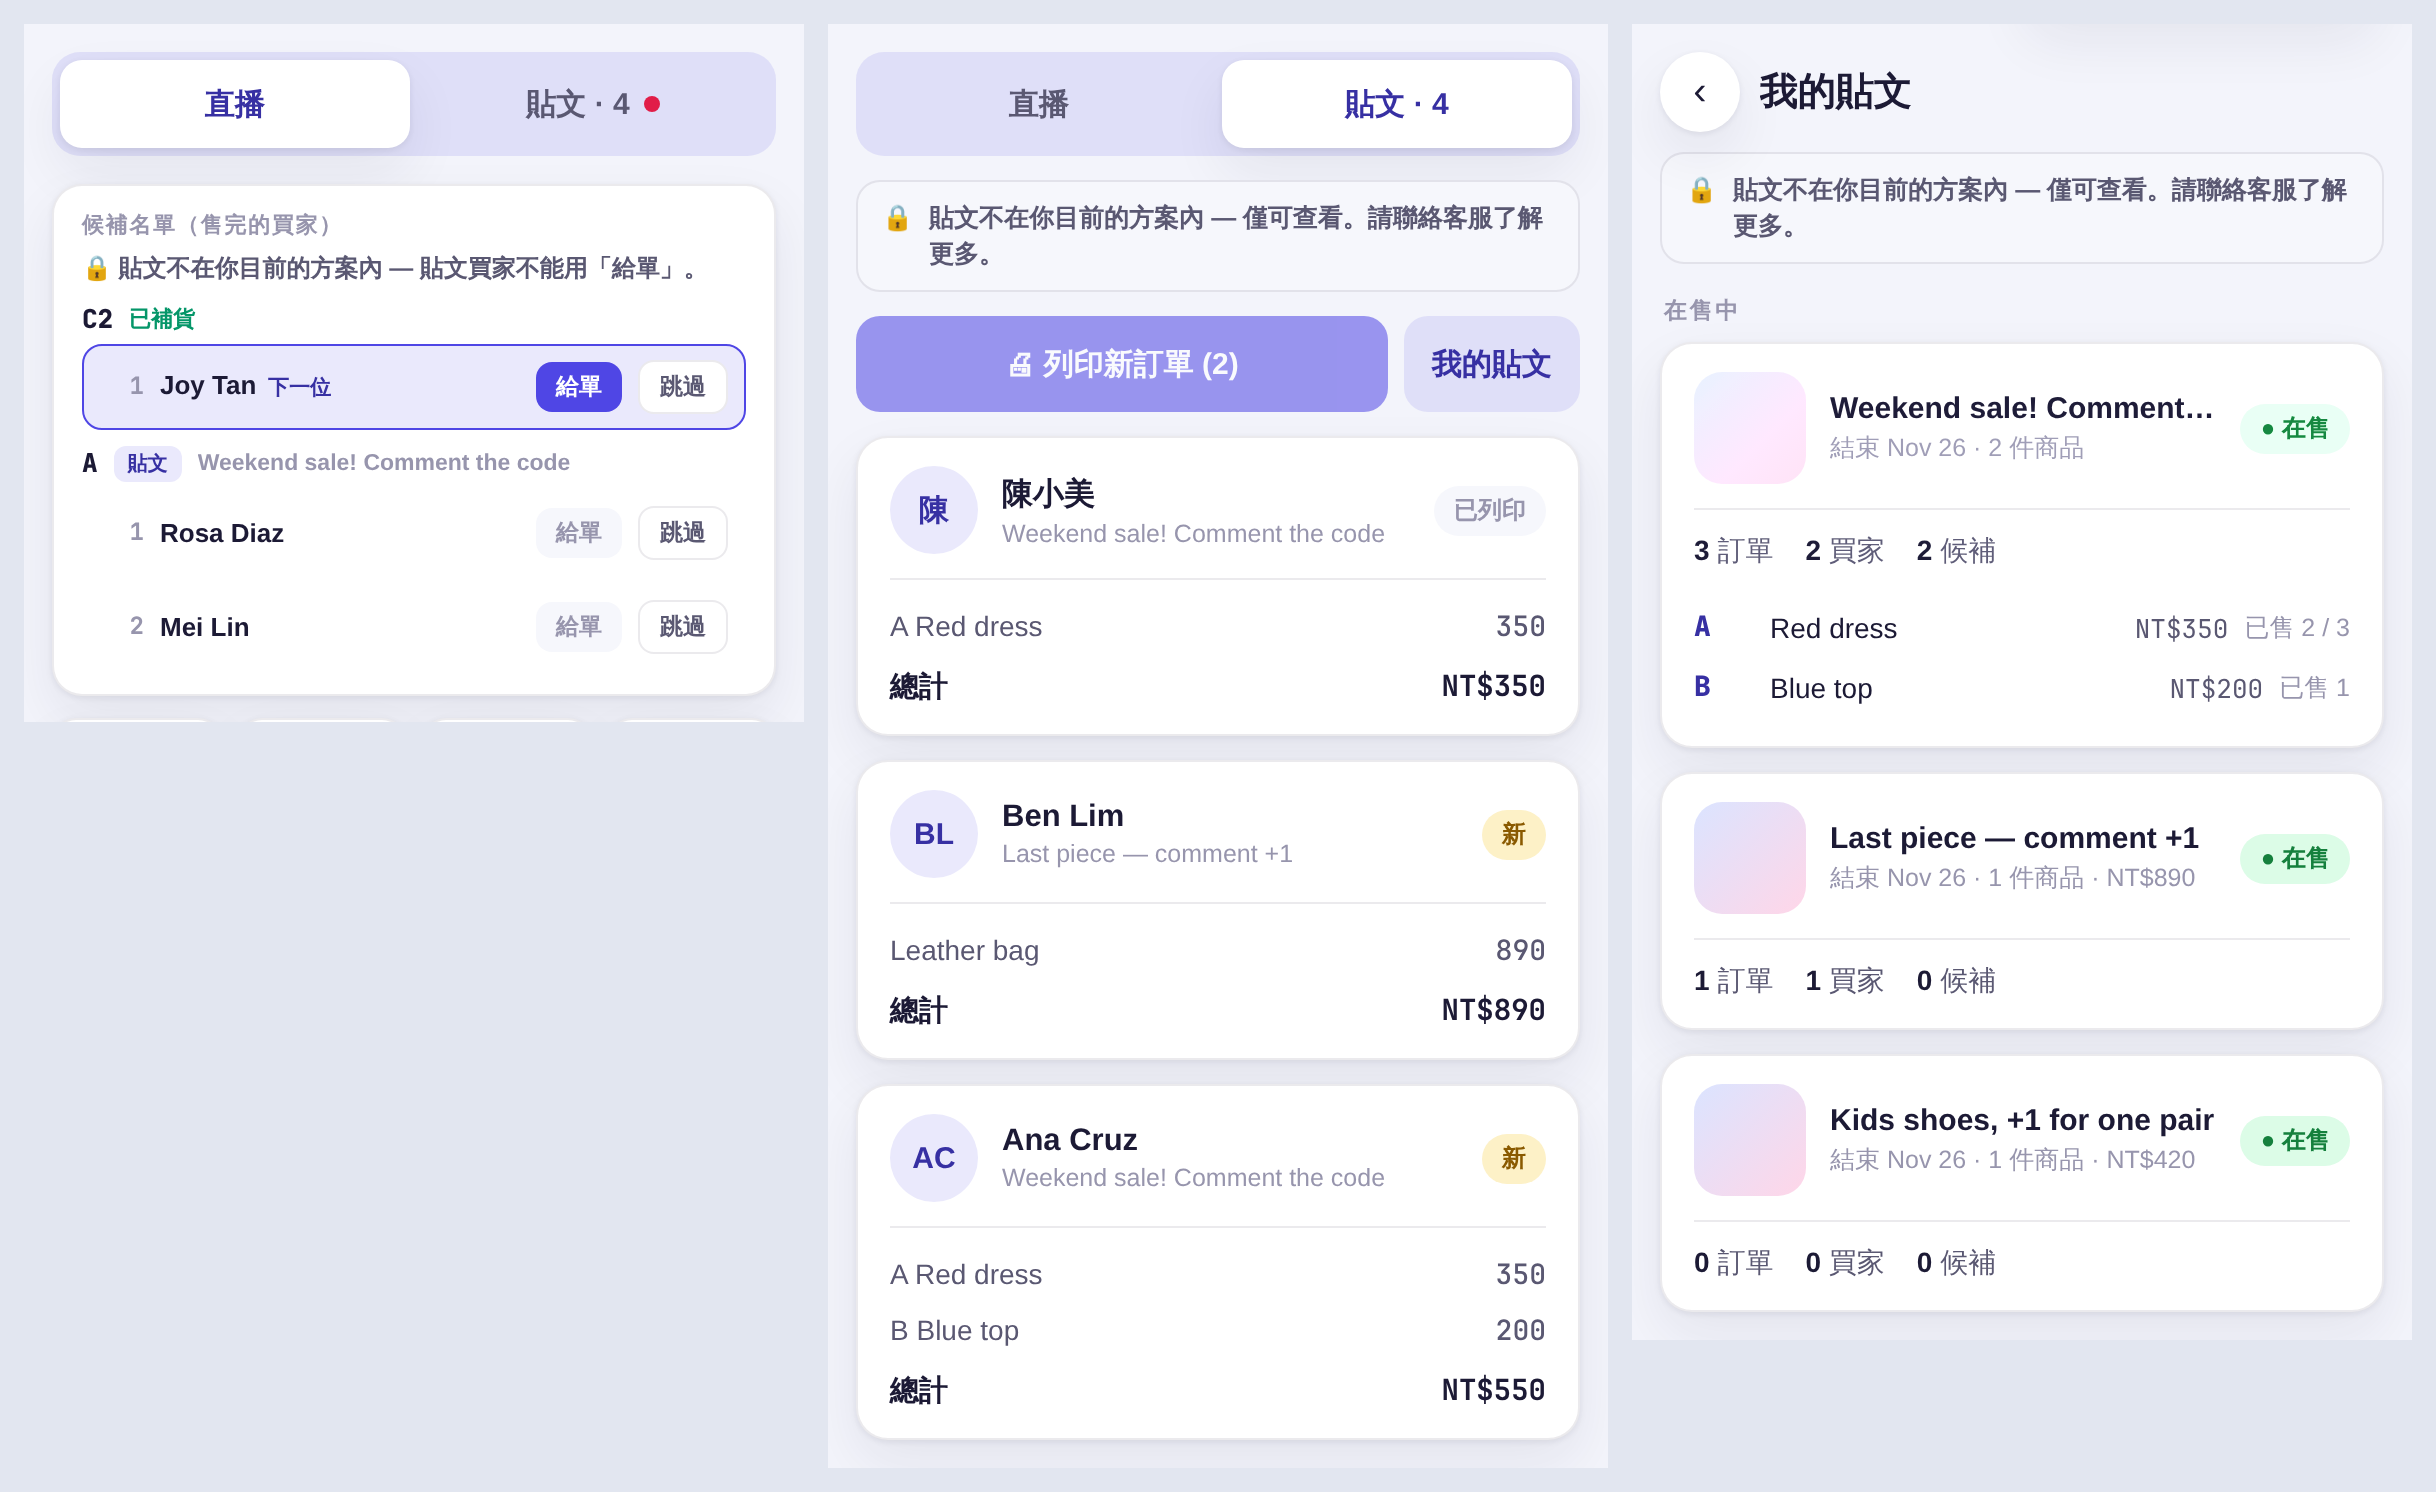 直播
貼文 · 4
候補名單（售完的買家）
🔒 貼文不在你目前的方案內 — 貼文買家不能用「給單」。
C2 已補貨
1 Joy Tan 下一位 給單 跳過
A 貼文 Weekend sale! Comment the code
1 Rosa Diaz 給單 跳過
2 Mei Lin 給單 跳過
直播
貼文 · 4
🔒 貼文不在你目前的方案內 — 僅可查看。請聯絡客服了解
更多。
🖨 列印新訂單 (2)
我的貼文
陳
陳小美
Weekend sale! Comment the code
已列印
A Red dress 350
總計 NT$350
BL
Ben Lim
Last piece — comment +1
新
Leather bag 890
總計 NT$890
AC
Ana Cruz
Weekend sale! Comment the code
新
A Red dress 350
B Blue top 200
總計 NT$550
‹ 我的貼文
🔒 貼文不在你目前的方案內 — 僅可查看。請聯絡客服了解
更多。
在售中
Weekend sale! Comment…
結束 Nov 26 · 2 件商品
● 在售
3 訂單 2 買家 2 候補
A Red dress NT$350 已售 2 / 3
B Blue top NT$200 已售 1
Last piece — comment +1
結束 Nov 26 · 1 件商品 · NT$890
● 在售
1 訂單 1 買家 0 候補
Kids shoes, +1 for one pair
結束 Nov 26 · 1 件商品 · NT$420
● 在售
0 訂單 0 買家 0 候補